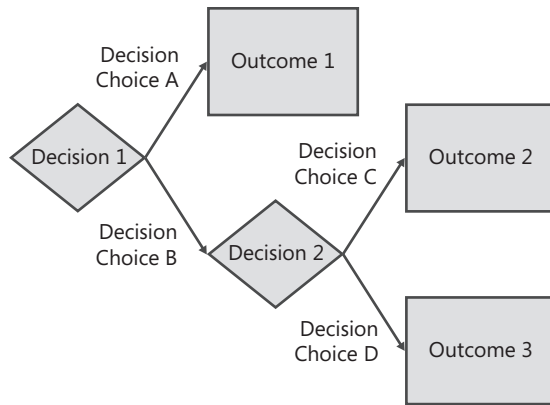 Decision
Choice A
Outcome 1
Decision 1
Decision
Choice B
Decision
Choice C
Outcome 2
Decision 2
Decision
Choice D
Outcome 3